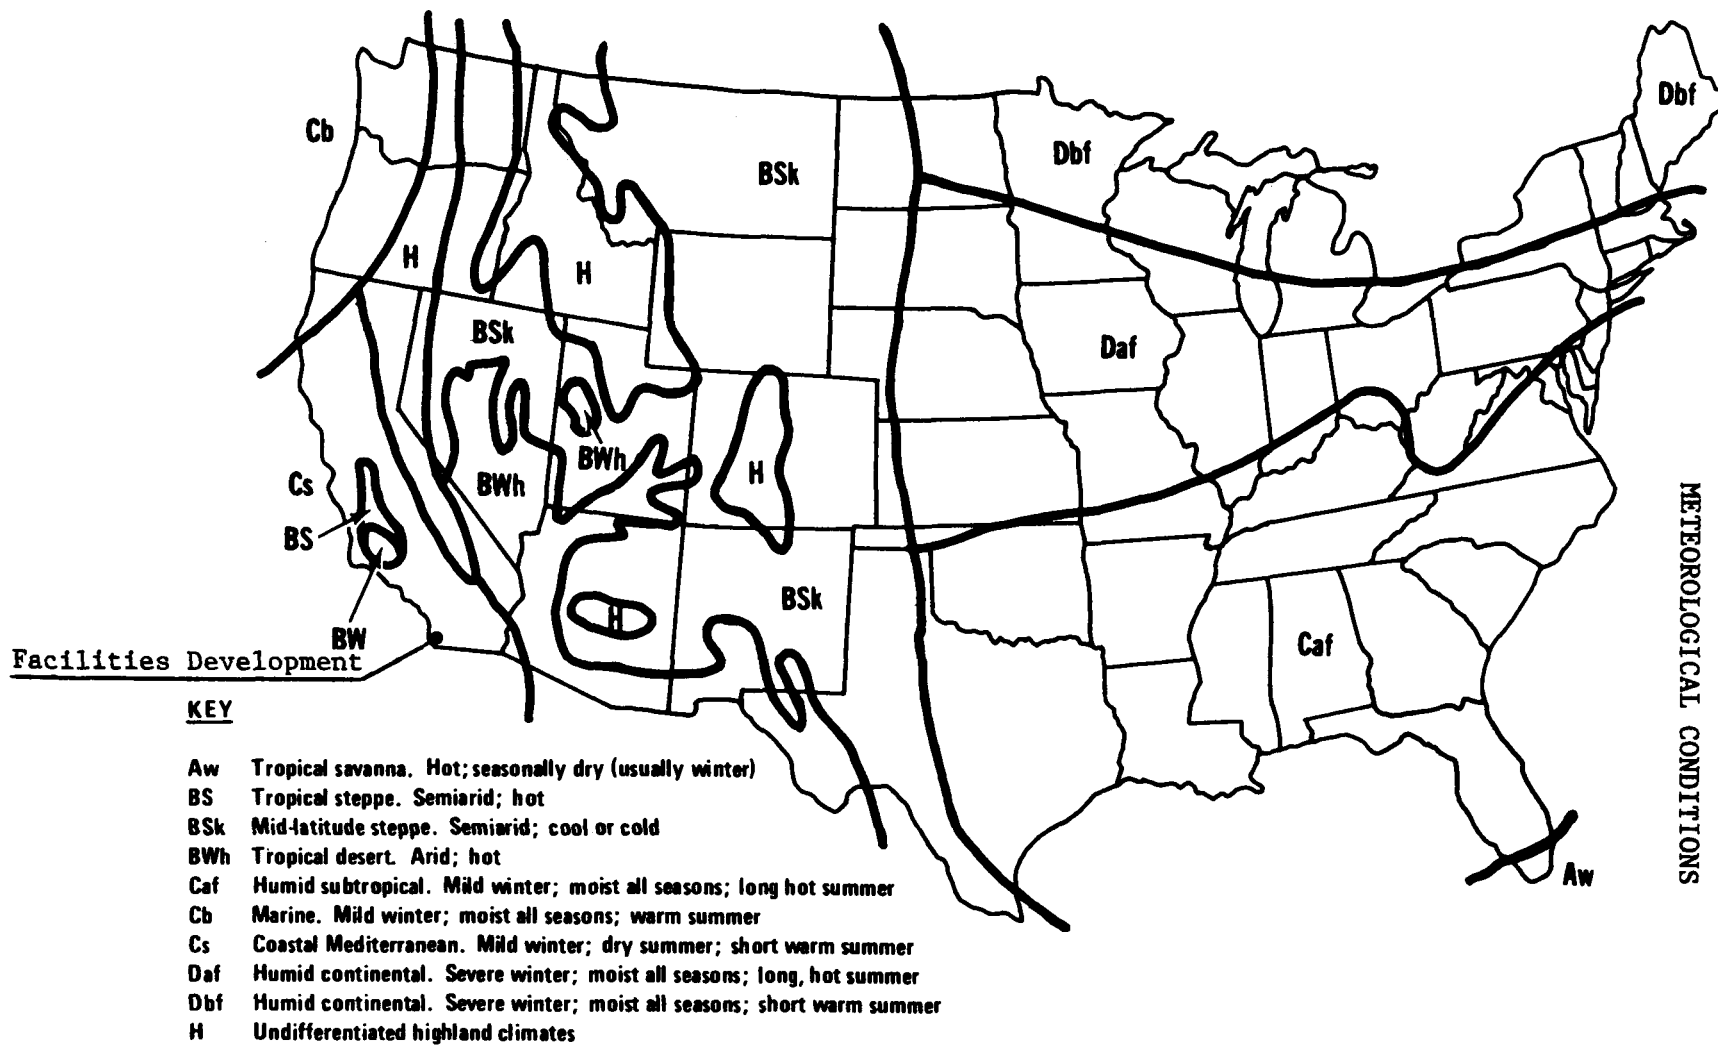 Cb
Dbf
Dbf
BSk
H
H
BSk
Daf
BWh
BWh
H
Cs
BS
BSk
H
BW
Caf
Aw
METEOROLOGICAL CONDITIONS
Facilities Development
KEY
Aw Tropical savanna. Hot; seasonally dry (usually winter)
BS Tropical steppe. Semiarid; hot
BSk Mid-latitude steppe. Semiarid; cool or cold
BWh Tropical desert. Arid; hot
Caf Humid subtropical. Mild winter; moist all seasons; long hot summer
Cb Marine. Mild winter; moist all seasons; warm summer
Cs Coastal Mediterranean. Mild winter; dry summer; short warm summer
Daf Humid continental. Severe winter; moist all seasons; long, hot summer
Dbf Humid continental. Severe winter; moist all seasons; short warm summer
H Undifferentiated highland climates